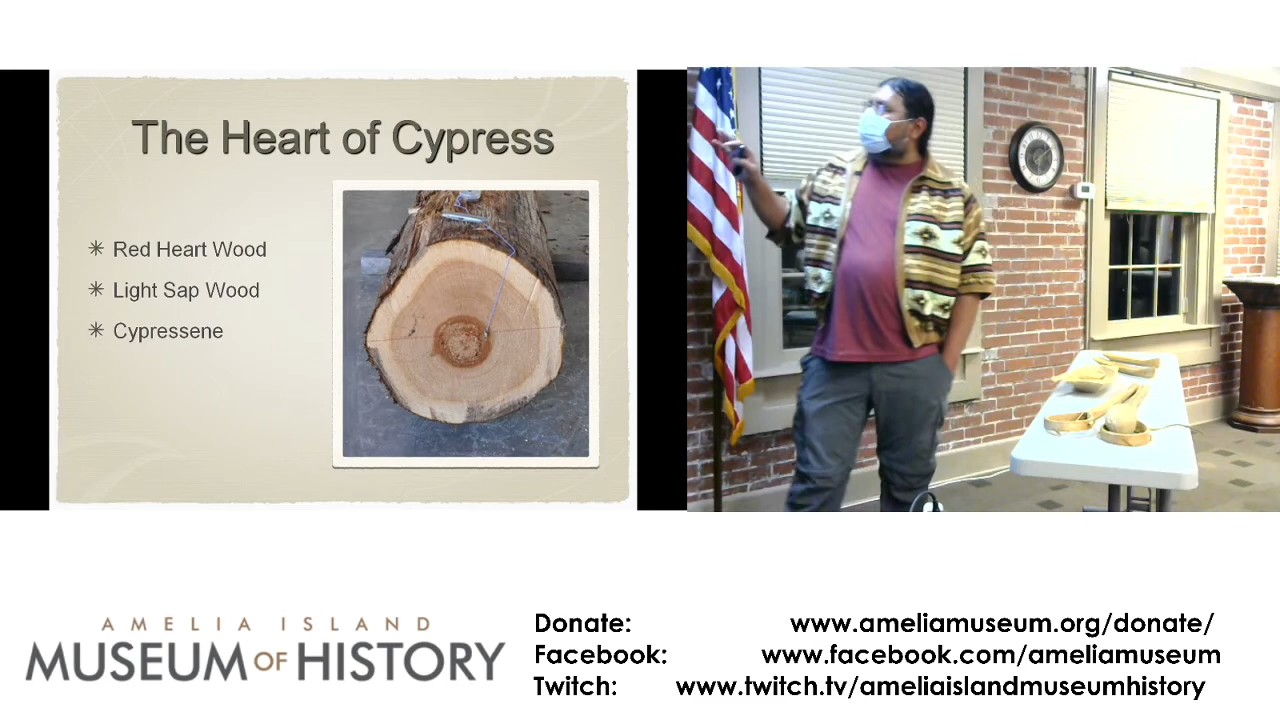 The Heart of Cypress
Red Heart Wood
Light Sap Wood
Cypressene
AMELIA ISLAND
MUSEUM OF HISTORY
Donate: www.ameliamuseum.org/donate/
Facebook: www.facebook.com/ameliamuseum
Twitch: www.twitch.tv/ameliaislandmuseumhistory